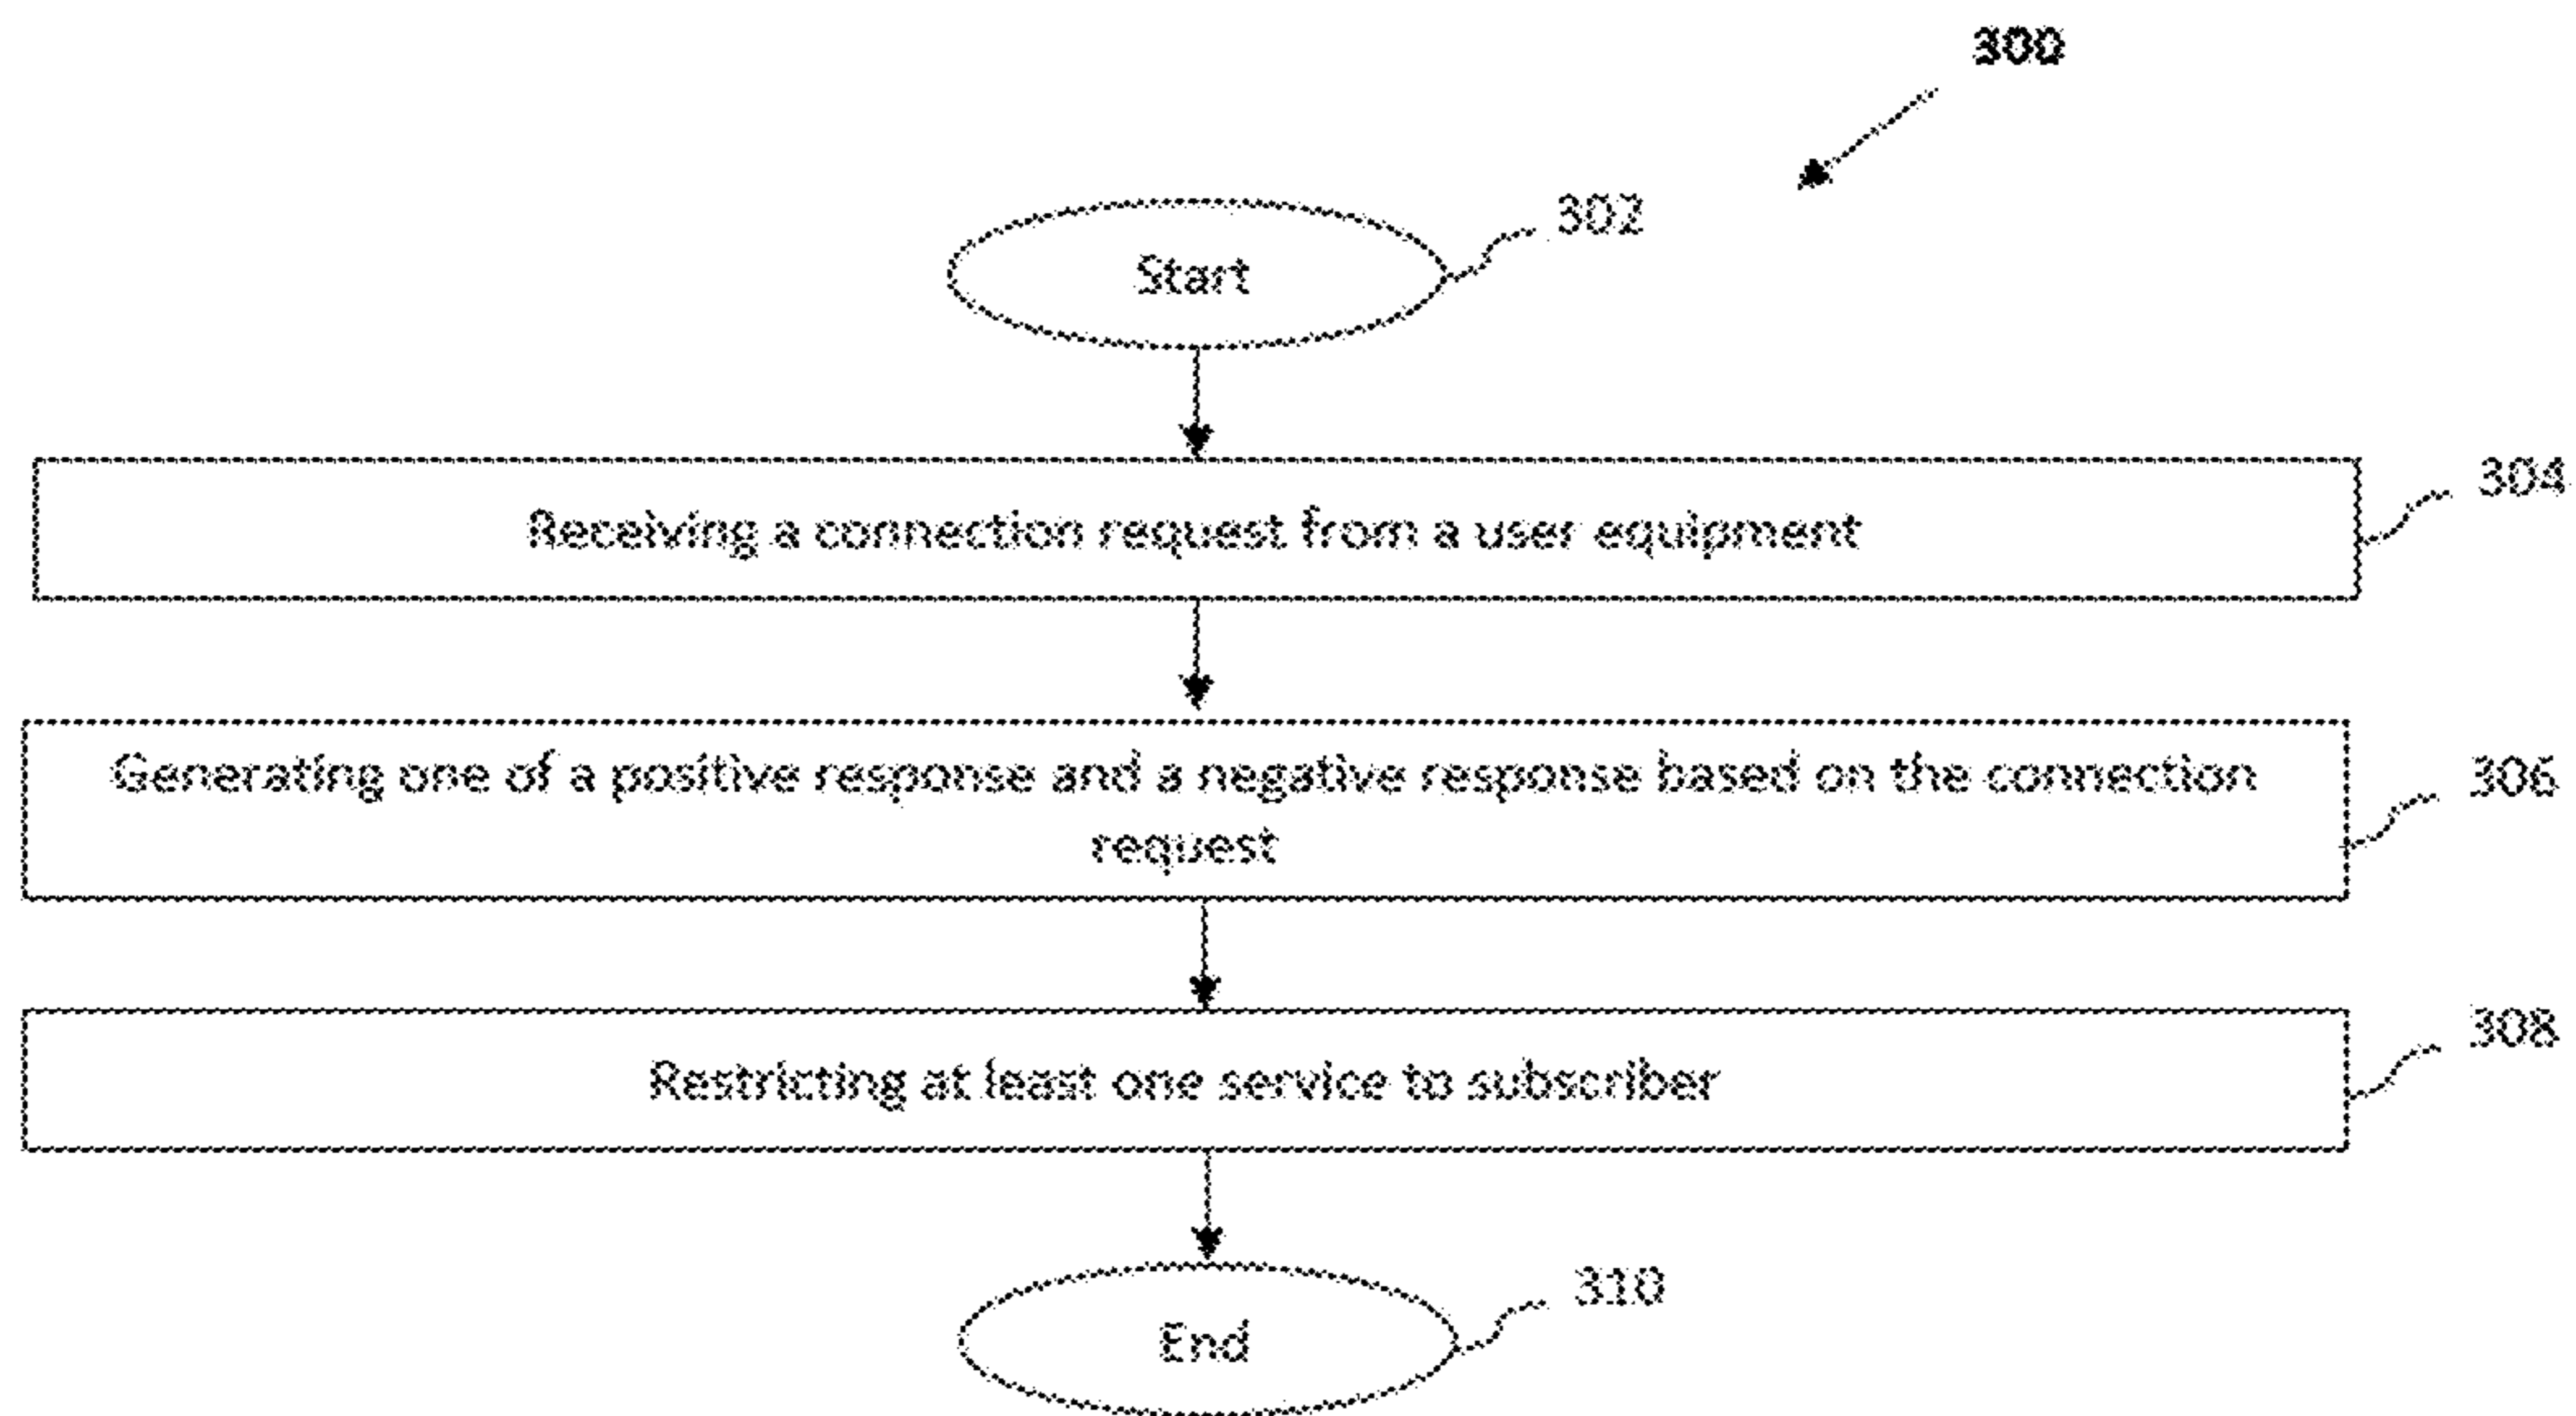 300
302
Start
304
Receiving a connection request from a user equipment
306
Generating one of a positive response and a negative response based on the connection
request
308
Restricting at least one service to subscriber
310
End